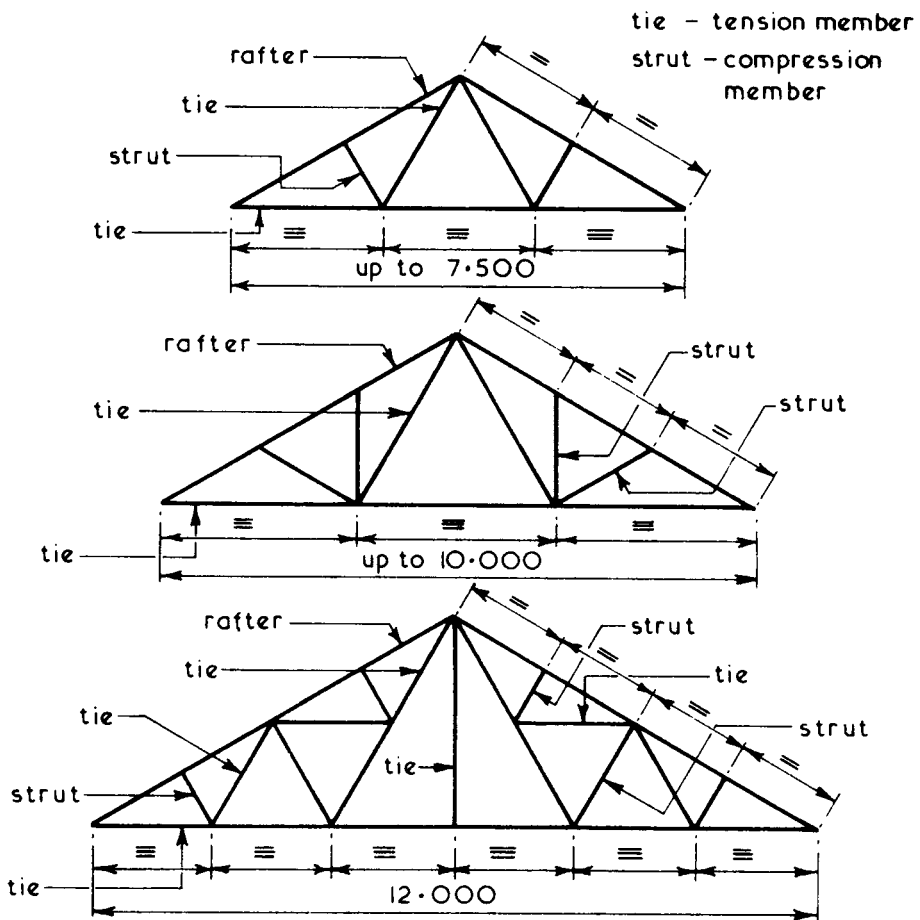 tie – tension member
strut – compression
member
rafter
tie
strut
tie
up to 7·500
rafter
strut
tie
strut
tie
up to 10·000
rafter
strut
tie
tie
tie
strut
tie
strut
tie
12·000